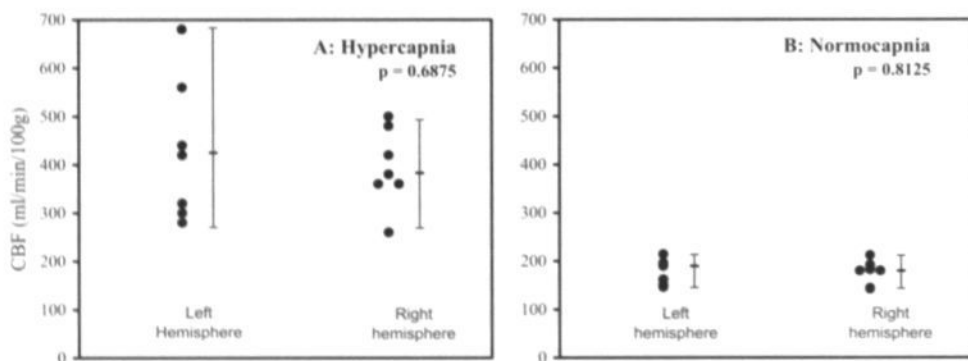 A: Hypercapnia
p = 0.6875
CBF (ml/min/100g)
700
600
500
400
300
200
100
0
Left
Hemisphere
Right
hemisphere
B: Normocapnia
p = 0.8125
700
600
500
400
300
200
100
0
Left
hemisphere
Right
hemisphere